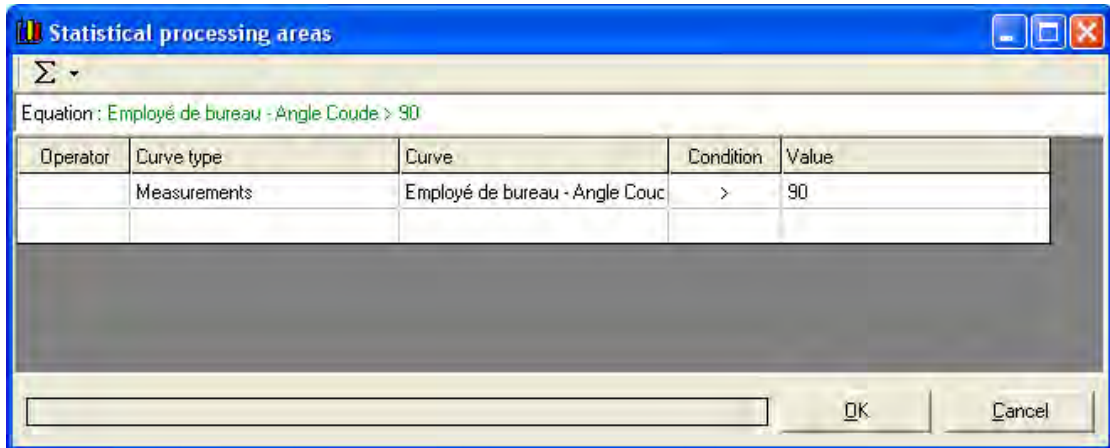 Statistical processing areas
Σ
Equation : Employé de bureau - Angle Coude > 90
Operator Curve type Curve Condition Value
Measurements Employé de bureau - Angle Couc > 90
OK Cancel